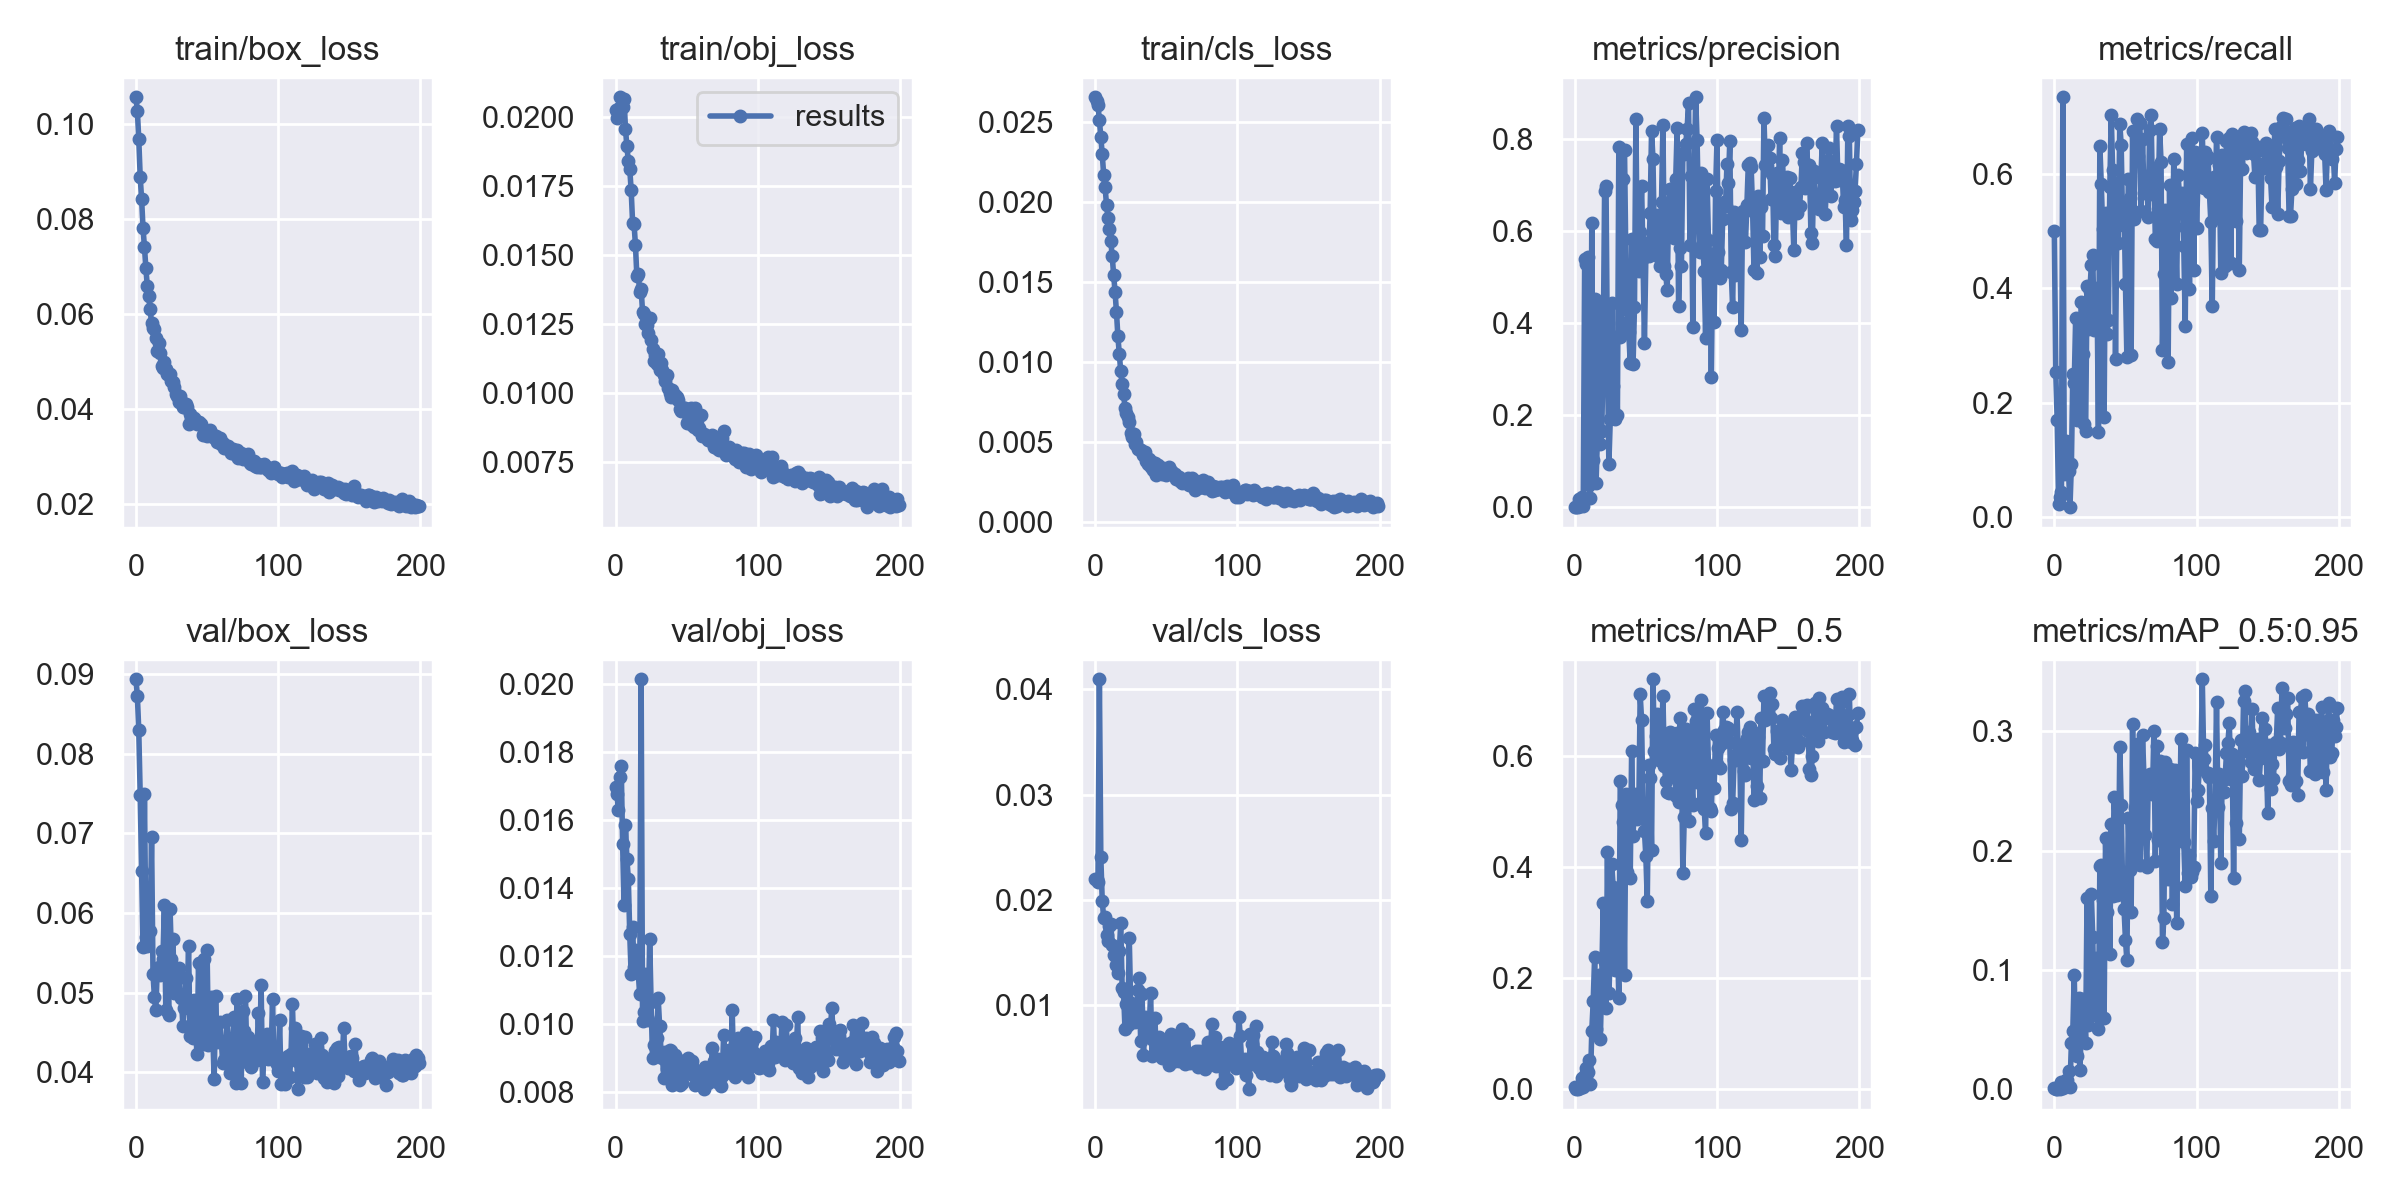 train/box_loss
0.10
0.08
0.06
0.04
0.02
0 100 200
train/obj_loss
results
0.0200
0.0175
0.0150
0.0125
0.0100
0.0075
0 100 200
train/cls_loss
0.025
0.020
0.015
0.010
0.005
0.000
0 100 200
metrics/precision
0.8
0.6
0.4
0.2
0.0
0 100 200
metrics/recall
0.6
0.4
0.2
0.0
0 100 200
val/box_loss
0.09
0.08
0.07
0.06
0.05
0.04
0 100 200
val/obj_loss
0.020
0.018
0.016
0.014
0.012
0.010
0.008
0 100 200
val/cls_loss
0.04
0.03
0.02
0.01
0 100 200
metrics/mAP_0.5
0.6
0.4
0.2
0.0
0 100 200
metrics/mAP_0.5:0.95
0.3
0.2
0.1
0.0
0 100 200